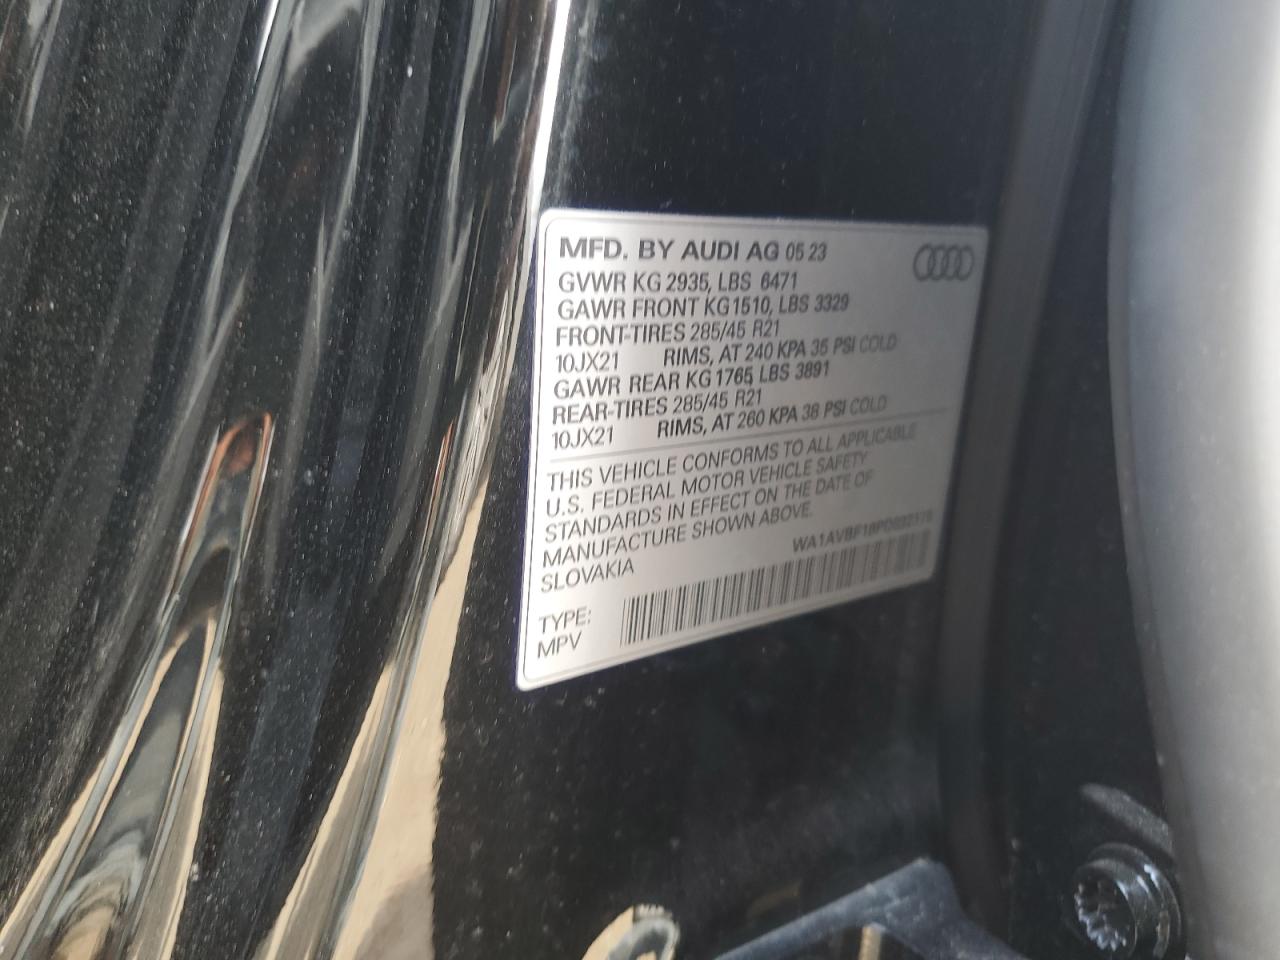 MFD. BY AUDI AG 05 23
GVWR KG 2935, LBS 6471
GAWR FRONT KG1510, LBS 3329
FRONT-TIRES 285/45 R21
10JX21 RIMS, AT 240 KPA 35 PSI COLD
GAWR REAR KG 1765 LBS 3891
REAR-TIRES 285/45 R21
10JX21 RIMS, AT 260 KPA 38 PSI COLD
THIS VEHICLE CONFORMS TO ALL APPLICABLE
U.S. FEDERAL MOTOR VEHICLE SAFETY
STANDARDS IN EFFECT ON THE DATE OF
MANUFACTURE SHOWN ABOVE.
SLOVAKIA
TYPE:
MPV